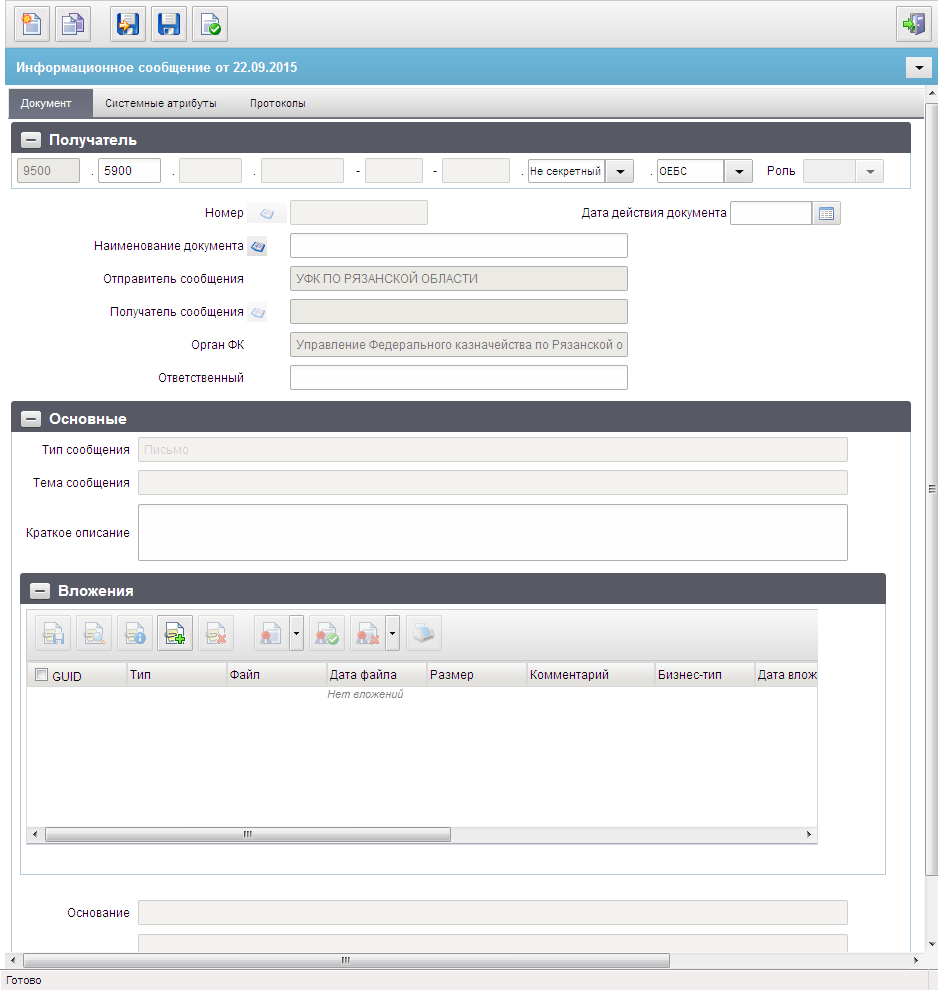 Информационное сообщение от 22.09.2015
Документ Системные атрибуты Протоколы
Получатель
9500 . 5900 . . - - . Не секретный . ОЕБС Роль
Номер Дата действия документа
Наименование документа
Отправитель сообщения УФК ПО РЯЗАНСКОЙ ОБЛАСТИ
Получатель сообщения
Орган ФК Управление Федерального казначейства по Рязанской о
Ответственный
Основные
Тип сообщения Письмо
Тема сообщения
Краткое описание
Вложения
GUID Тип Файл Дата файла Размер Комментарий Бизнес-тип Дата влож
Нет вложений
Основание
Готово